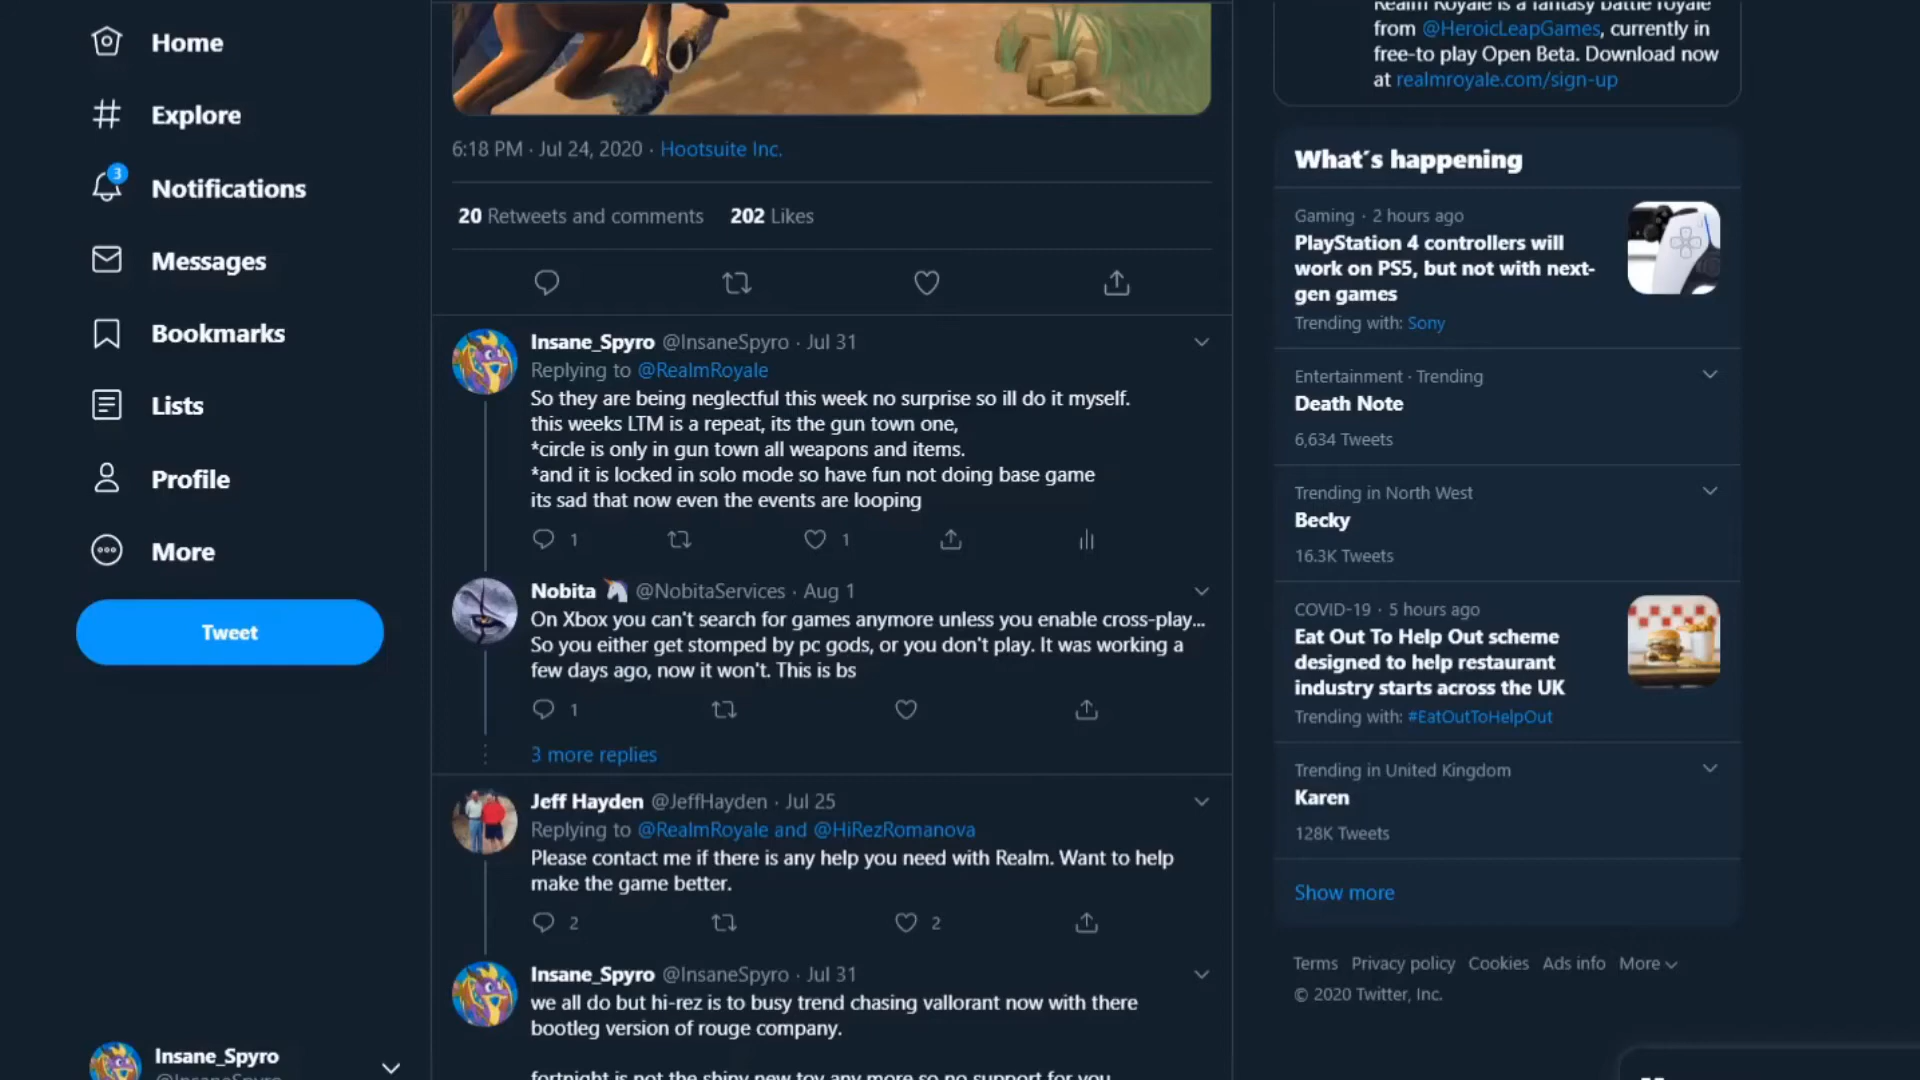 Home
Explore
3
Notifications
Messages
Bookmarks
Lists
Profile
More
Tweet
Insane_Spyro
@InsaneSpyro
6:18 PM · Jul 24, 2020 · Hootsuite Inc.
20 Retweets and comments 202 Likes
Insane_Spyro @InsaneSpyro · Jul 31
Replying to @RealmRoyale
So they are being neglectful this week no surprise so ill do it myself.
this weeks LTM is a repeat, its the gun town one,
*circle is only in gun town all weapons and items.
*and it is locked in solo mode so have fun not doing base game
its sad that now even the events are looping
1 1
Nobita 🦄 @NobitaServices · Aug 1
On Xbox you can't search for games anymore unless you enable cross-play...
So you either get stomped by pc gods, or you don't play. It was working a
few days ago, now it won't. This is bs
1
3 more replies
Jeff Hayden @JeffHayden · Jul 25
Replying to @RealmRoyale and @HiRezRomanova
Please contact me if there is any help you need with Realm. Want to help
make the game better.
2 2
Insane_Spyro @InsaneSpyro · Jul 31
we all do but hi-rez is to busy trend chasing vallorant now with there
bootleg version of rouge company.
fortnight is not the shiny new toy any more so no support for you
Realm Royale is a fantasy battle royale
from @HeroicLeapGames, currently in
free-to play Open Beta. Download now
at realmroyale.com/sign-up
What's happening
Gaming · 2 hours ago
PlayStation 4 controllers will
work on PS5, but not with next-
gen games
Trending with: Sony
Entertainment · Trending
Death Note
6,634 Tweets
Trending in North West
Becky
16.3K Tweets
COVID-19 · 5 hours ago
Eat Out To Help Out scheme
designed to help restaurant
industry starts across the UK
Trending with: #EatOutToHelpOut
Trending in United Kingdom
Karen
128K Tweets
Show more
Terms Privacy policy Cookies Ads info More
© 2020 Twitter, Inc.